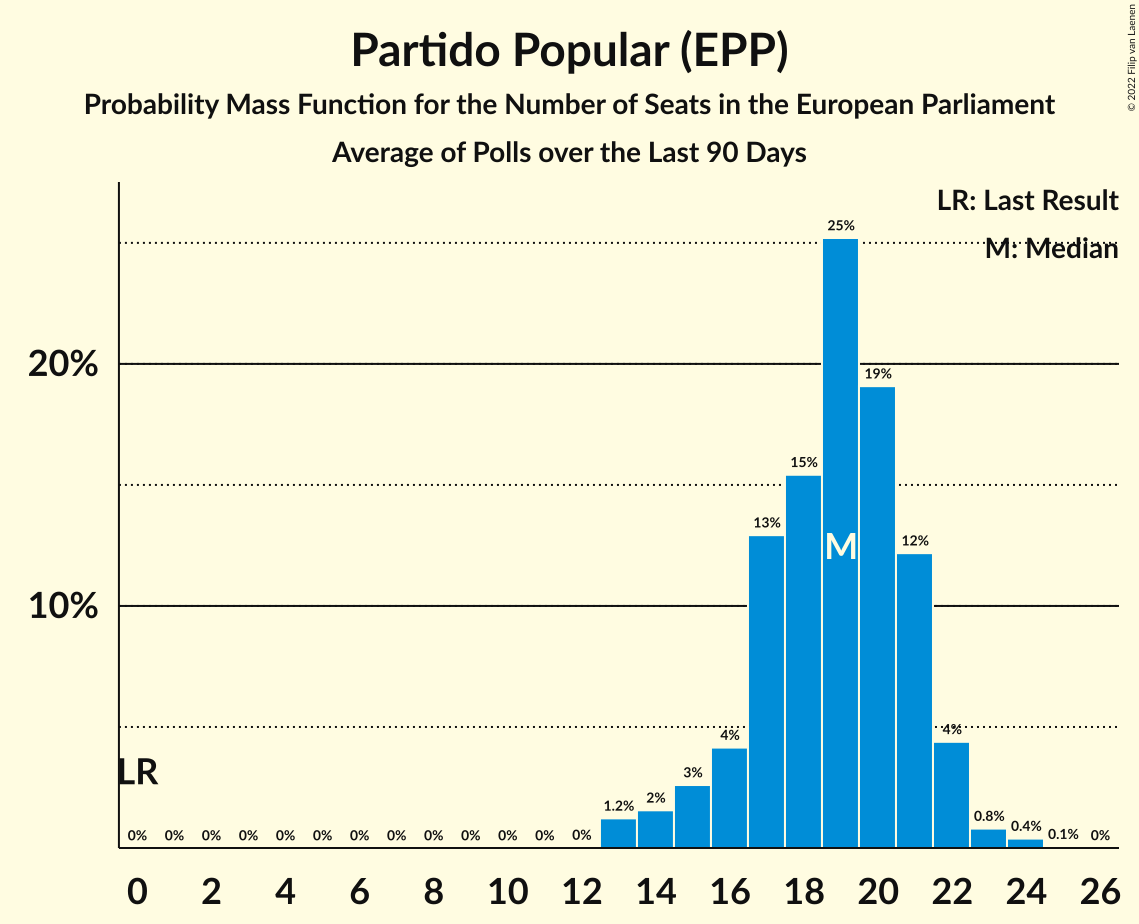 Partido Popular (EPP)
Probability Mass Function for the Number of Seats in the European Parliament
Average of Polls over the Last 90 Days
© 2022 Filip van Laenen
LR: Last Result
M: Median
20%
10%
LR
M
0% 0% 0% 0% 0% 0% 0% 0% 0% 0% 0% 0% 0% 1.2% 2% 3% 4% 13% 15% 25% 19% 12% 4% 0.8% 0.4% 0.1% 0%
0 2 4 6 8 10 12 14 16 18 20 22 24 26